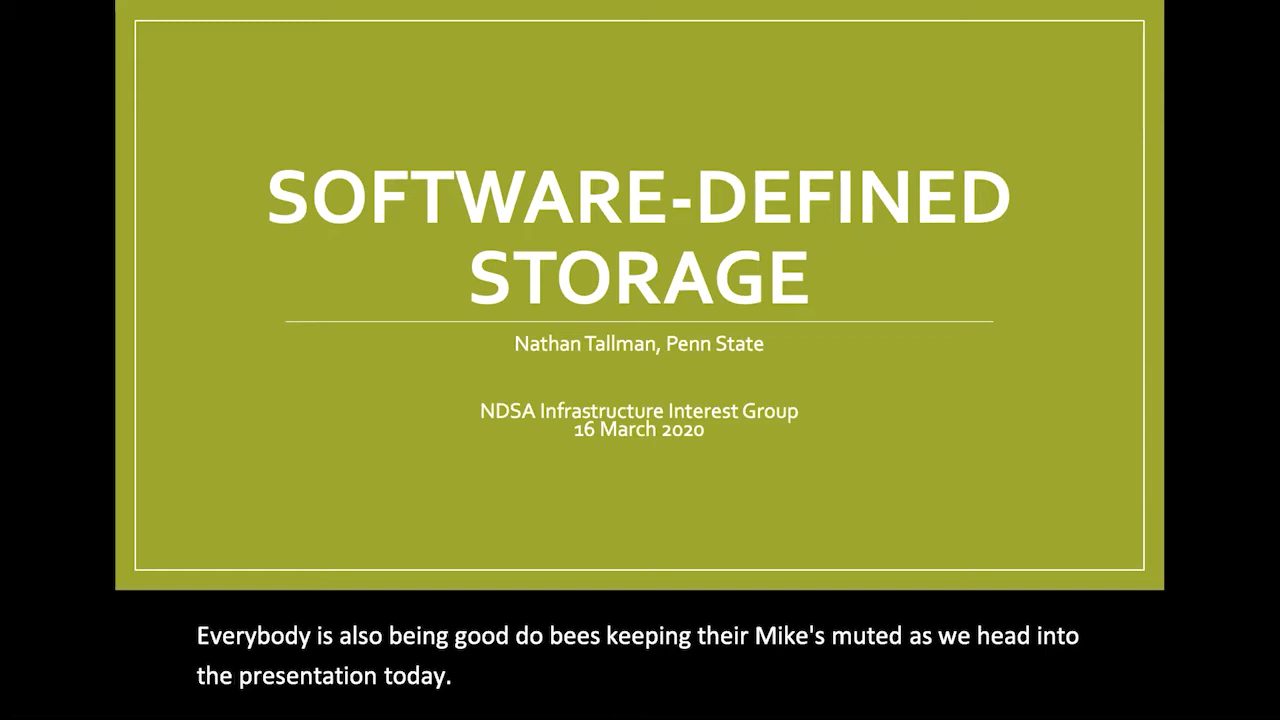 SOFTWARE-DEFINED
STORAGE
Nathan Tallman, Penn State
NDSA Infrastructure Interest Group
16 March 2020
Everybody is also being good do bees keeping their Mike's muted as we head into
the presentation today.